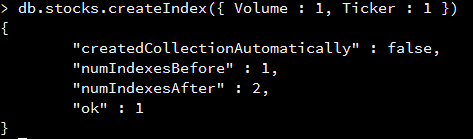 > db.stocks.createIndex({ Volume : 1, Ticker : 1 })
{
        "createdCollectionAutomatically" : false,
        "numIndexesBefore" : 1,
        "numIndexesAfter" : 2,
        "ok" : 1
}